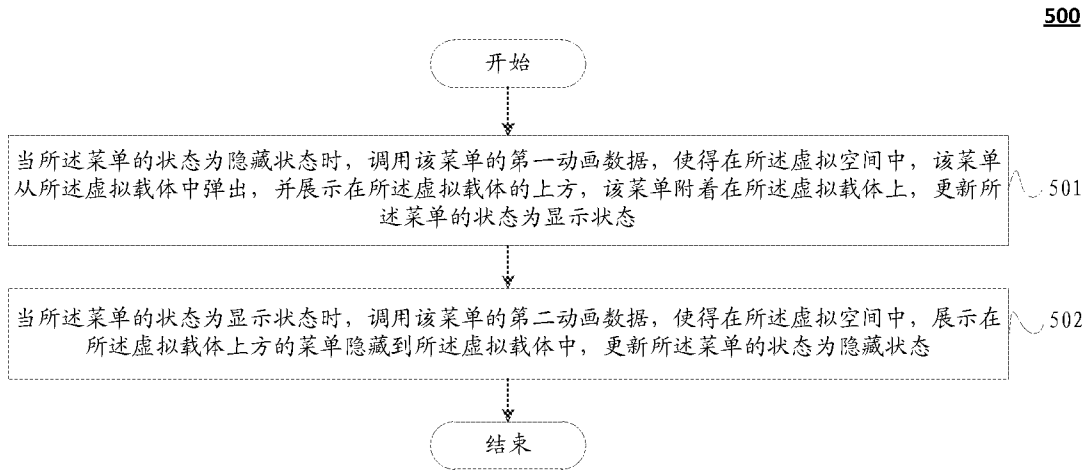 500
开始
当所述菜单的状态为隐藏状态时，调用该菜单的第一动画数据，使得在所述虚拟空间中，该菜单
从所述虚拟载体中弹出，并展示在所述虚拟载体的上方，该菜单附着在所述虚拟载体上，更新所
述菜单的状态为显示状态
501
当所述菜单的状态为显示状态时，调用该菜单的第二动画数据，使得在所述虚拟空间中，展示在
所述虚拟载体上方的菜单隐藏到所述虚拟载体中，更新所述菜单的状态为隐藏状态
502
结束